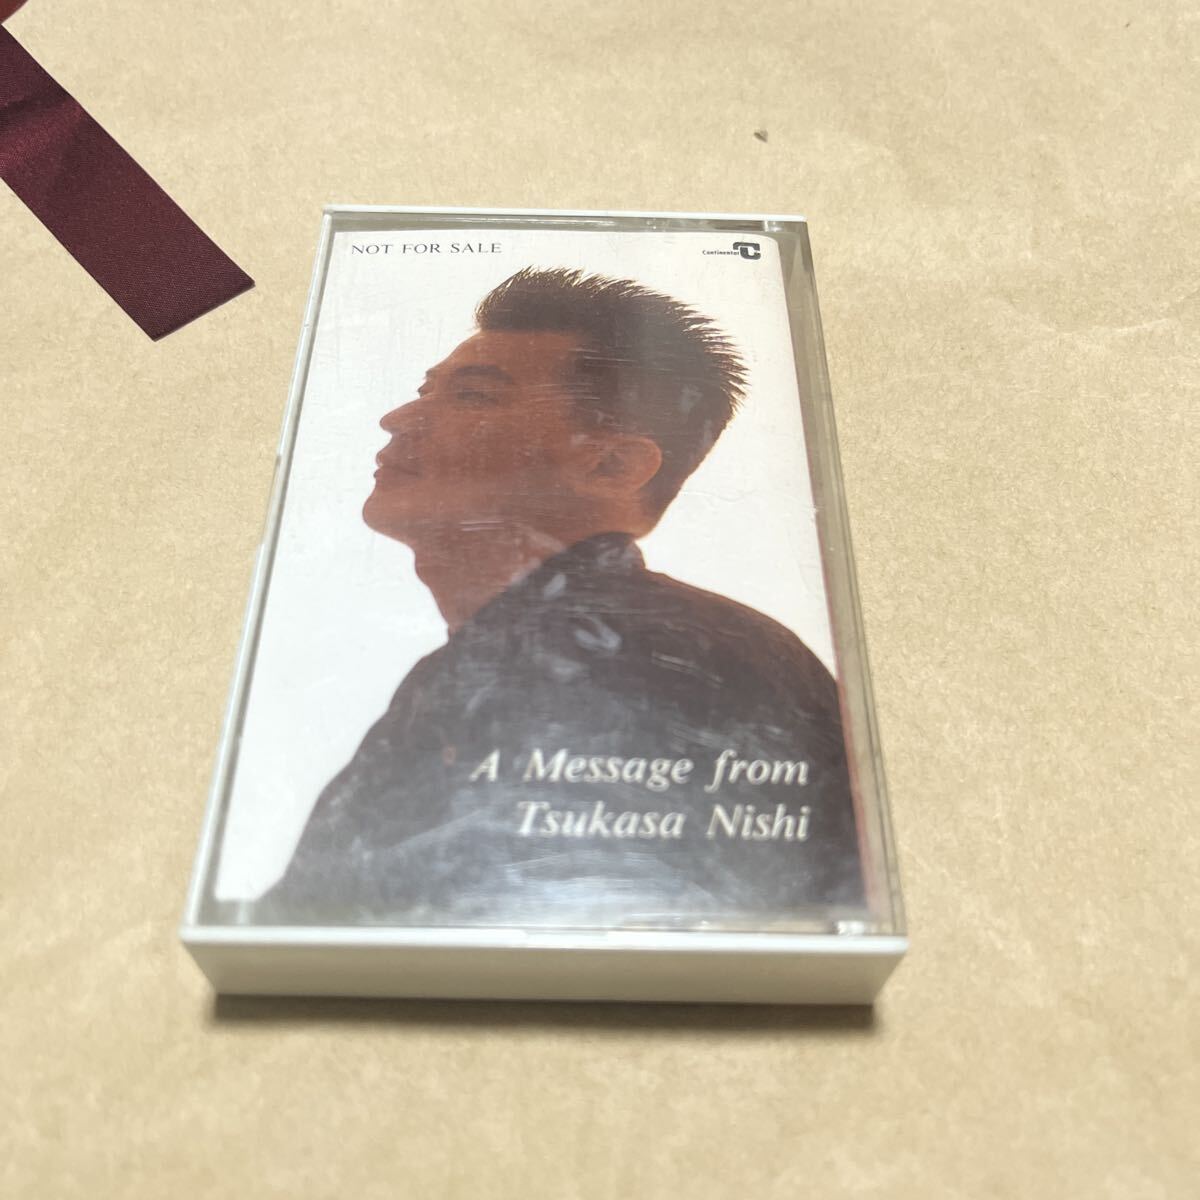 NOT FOR SALE
Continental
A Message from
Tsukasa Nishi